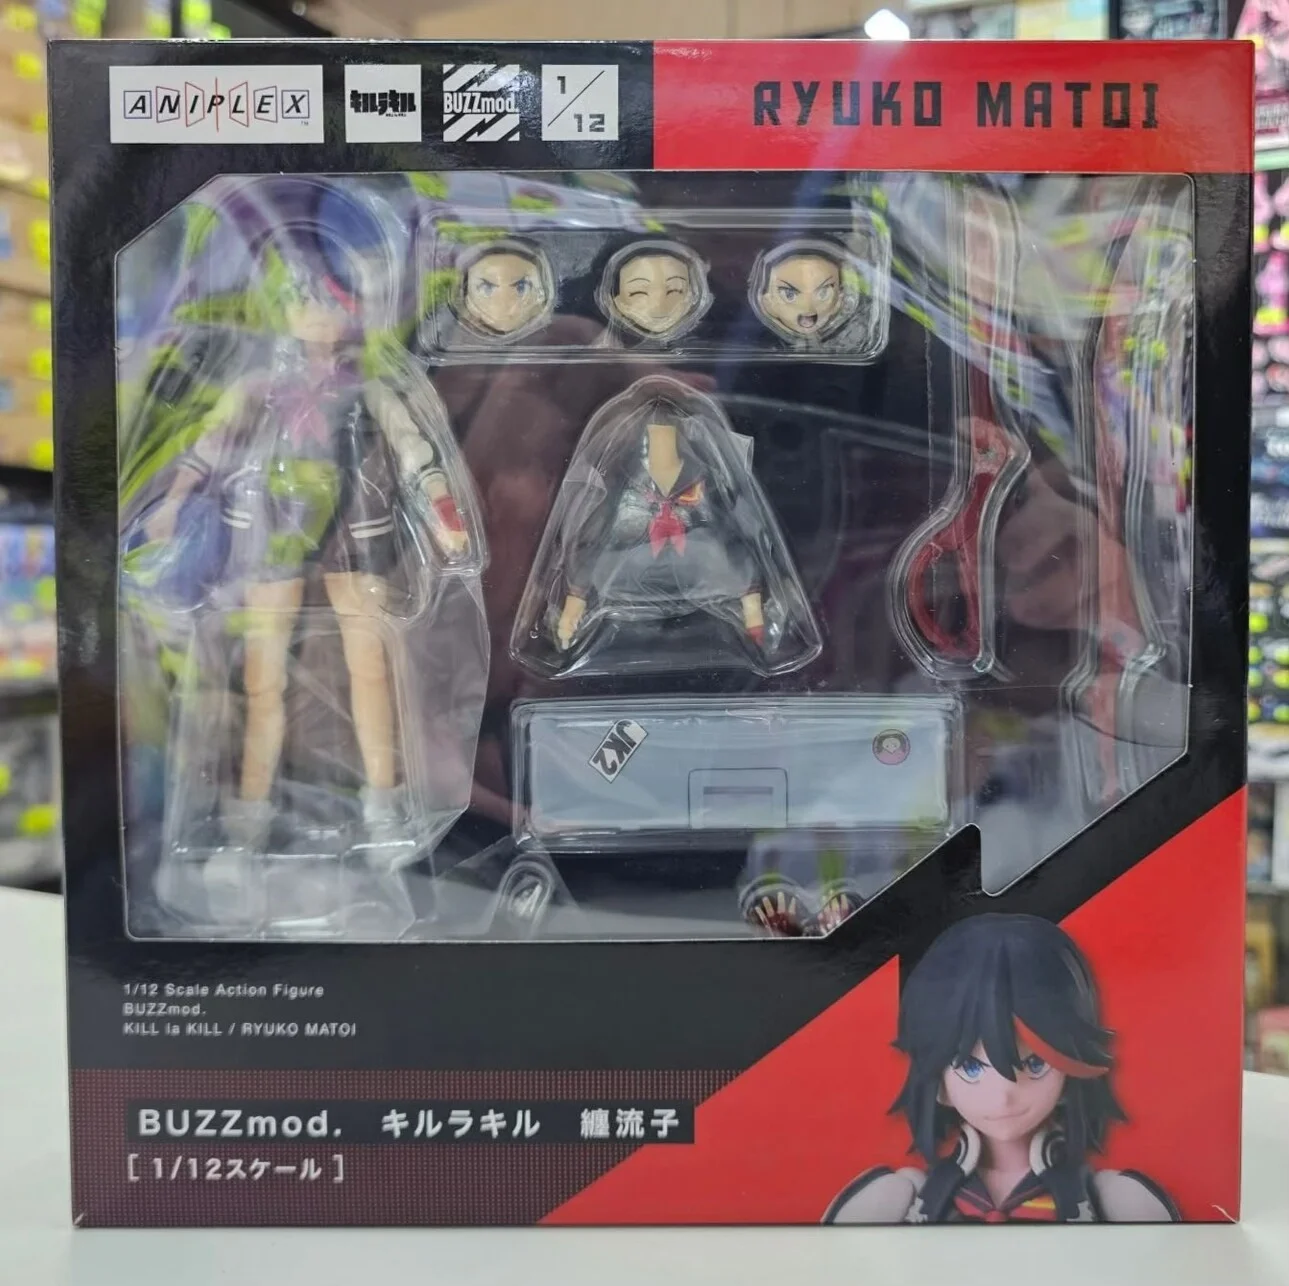 ANIPLEX
キルラキル
BUZZmod.
1/12
RYUKO MATOI
JK2
1/12 Scale Action Figure
BUZZmod.
KILL la KILL / RYUKO MATOI
BUZZmod. キルラキル 纏流子
[ 1/12スケール ]